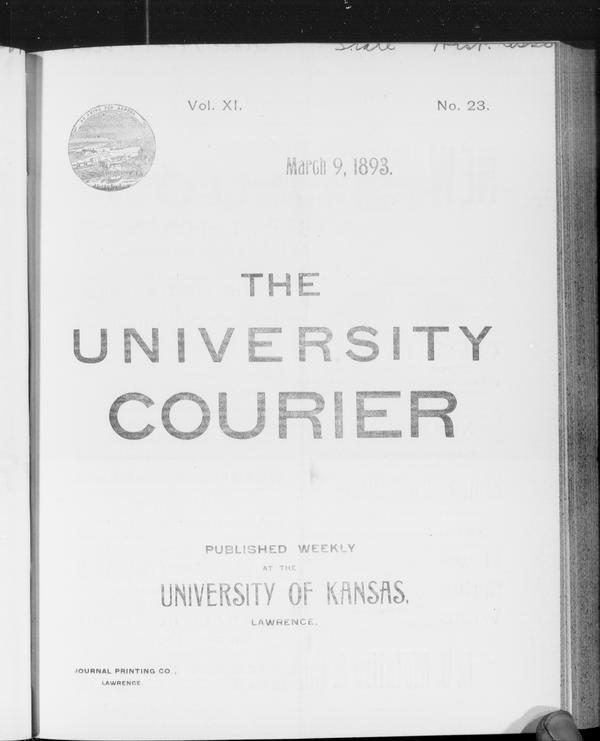 Vol. XI.
No. 23.
March 9, 1893.
THE
UNIVERSITY
COURIER
PUBLISHED WEEKLY
AT THE
UNIVERSITY OF KANSAS,
LAWRENCE.
JOURNAL PRINTING CO.,
LAWRENCE.